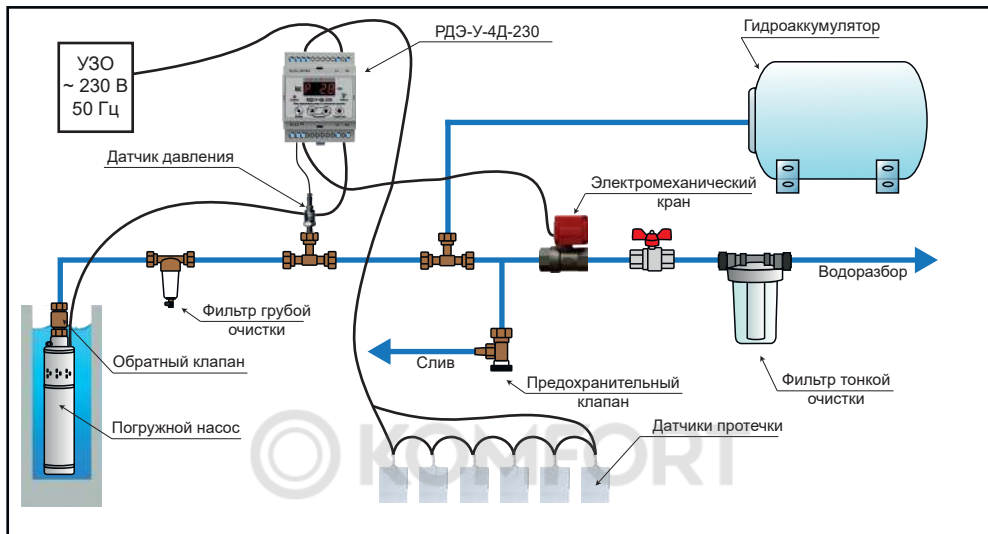 УЗО
~ 230 В
50 Гц
РДЭ-У-4Д-230
Гидроаккумулятор
Датчик давления
Электромеханический
кран
Водоразбор
Фильтр грубой
очистки
Обратный клапан
Слив
Предохранительный
клапан
Фильтр тонкой
очистки
Погружной насос
Датчики протечки
KOMFORT